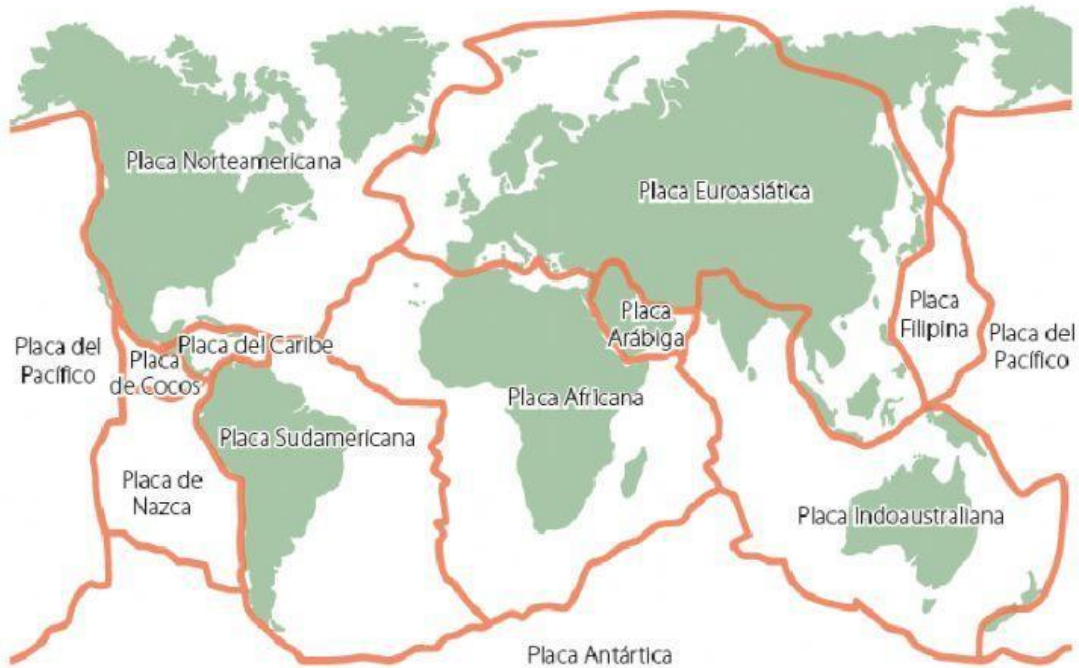 Placa Norteamericana
Placa Euroasiática
Placa
Filipina
Placa
Arábiga
Placa del
Pacífico
Placa del Caribe
Placa
de Cocos
Placa del
Pacífico
Placa Africana
Placa Sudamericana
Placa de
Nazca
Placa Indoaustraliana
Placa Antártica